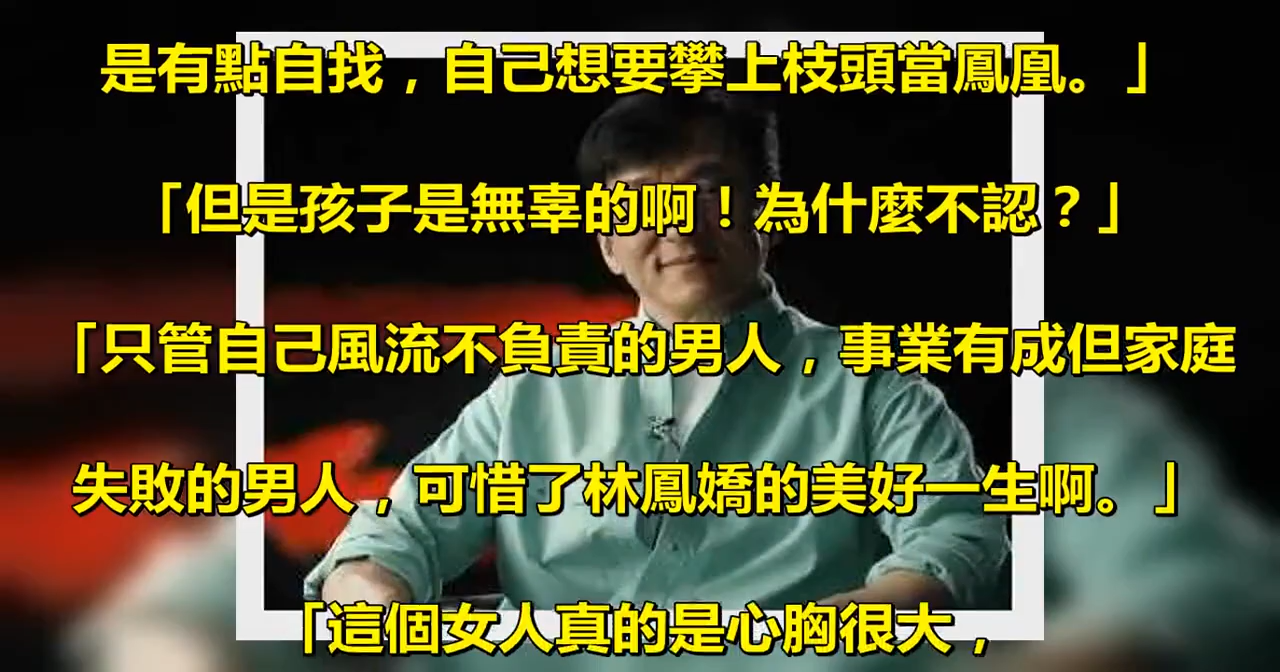 是有點自找，自己想要攀上枝頭當鳳凰。」
「但是孩子是無辜的啊！為什麼不認？」
「只管自己風流不負責的男人，事業有成但家庭
失敗的男人，可惜了林鳳嬌的美好一生啊。」
「這個女人真的是心胸很大，